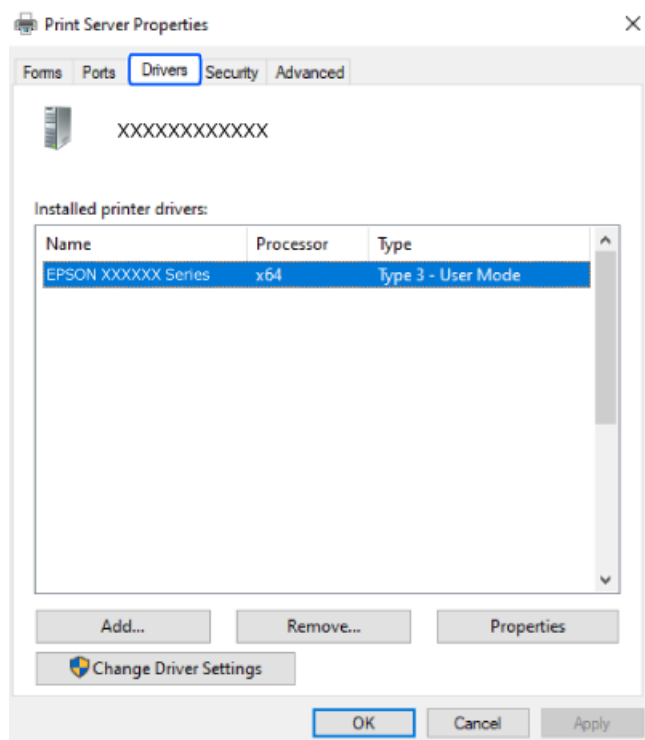 Print Server Properties
Forms Ports Drivers Security Advanced
XXXXXXXXXXXX
Installed printer drivers:
Name Processor Type
EPSON XXXXXX Series x64 Type 3 - User Mode
Add... Remove... Properties
Change Driver Settings
OK Cancel Apply